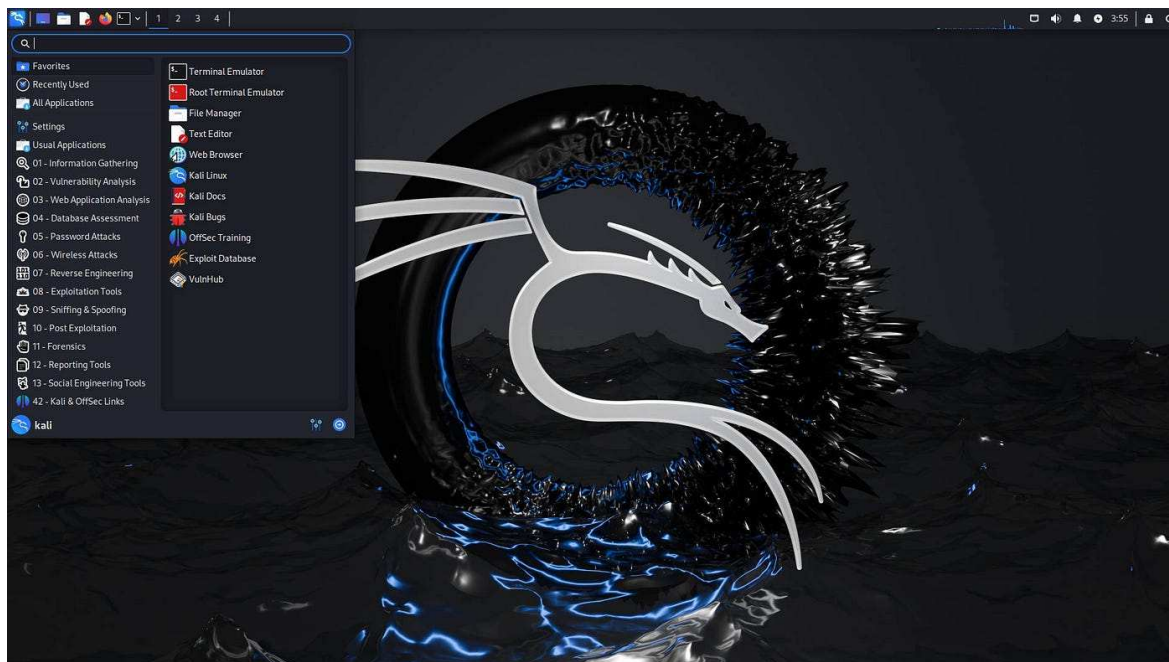 1 2 3 4
3:55
Favorites
Recently Used
All Applications
Settings
Usual Applications
01 - Information Gathering
02 - Vulnerability Analysis
03 - Web Application Analysis
04 - Database Assessment
05 - Password Attacks
06 - Wireless Attacks
07 - Reverse Engineering
08 - Exploitation Tools
09 - Sniffing & Spoofing
10 - Post Exploitation
11 - Forensics
12 - Reporting Tools
13 - Social Engineering Tools
42 - Kali & OffSec Links
Terminal Emulator
Root Terminal Emulator
File Manager
Text Editor
Web Browser
Kali Linux
Kali Docs
Kali Bugs
OffSec Training
Exploit Database
VulnHub
kali